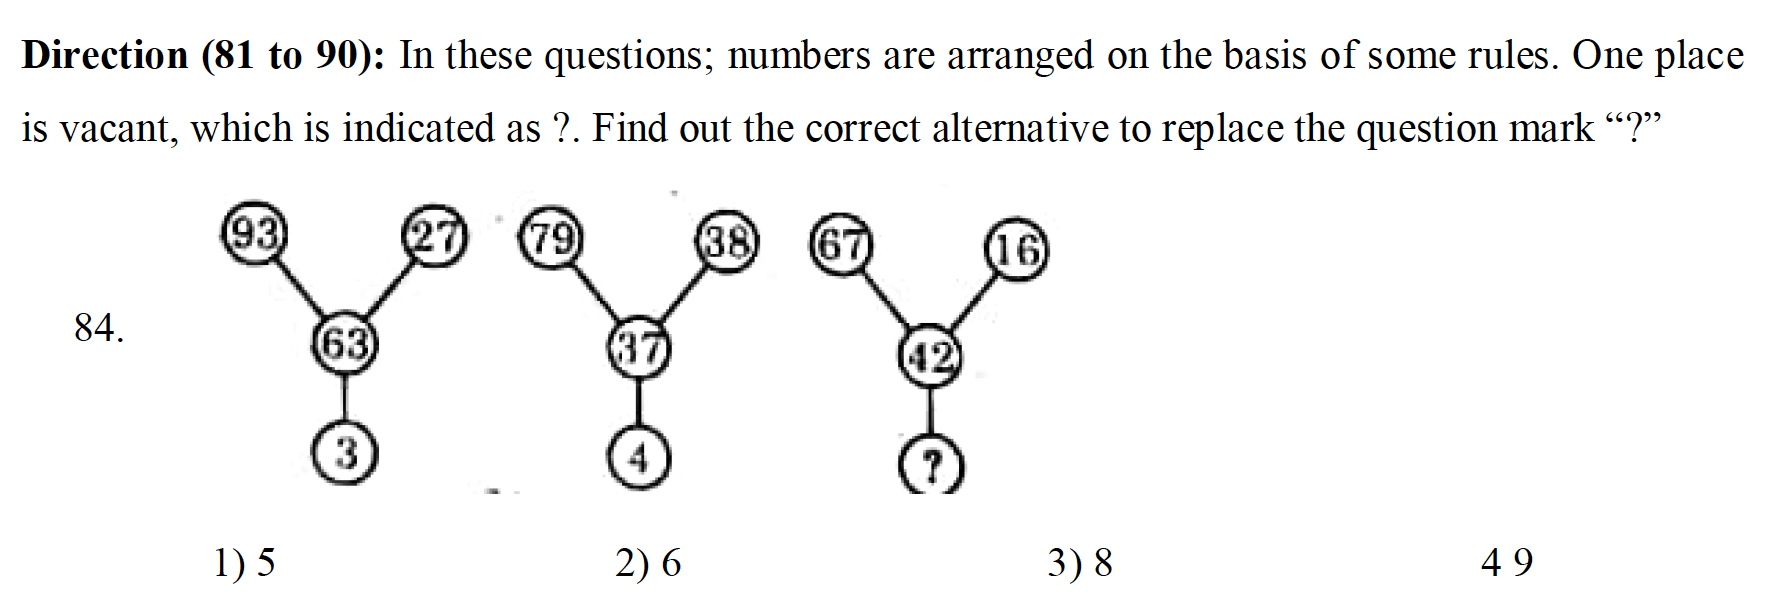 Direction (81 to 90): In these questions; numbers are arranged on the basis of some rules. One place
is vacant, which is indicated as ?. Find out the correct alternative to replace the question mark “?”
93 27 79 38 67 16
84. 63 37 42
3 4 ?
1) 5 2) 6 3) 8 4 9